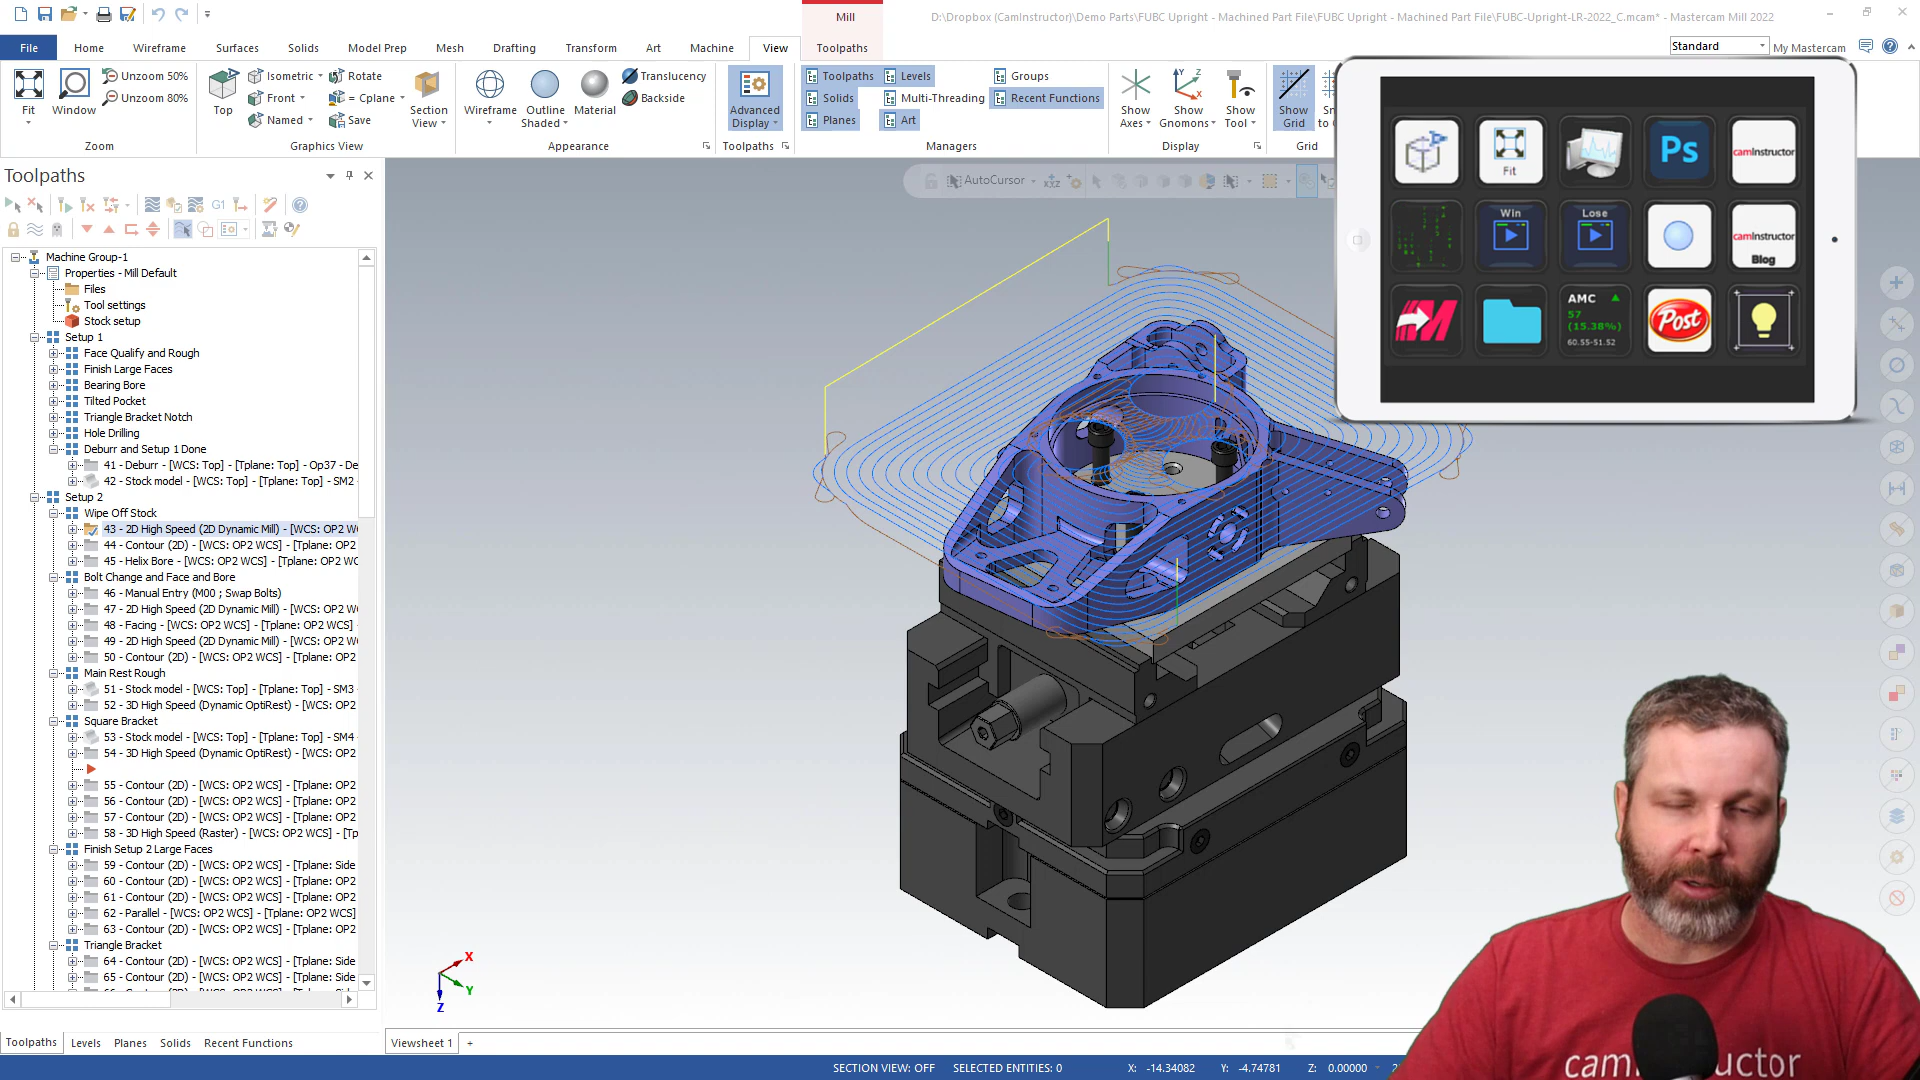 Mill
D:\Dropbox (CamInstructor)\Demo Parts\FUBC Upright - Machined Part File\FUBC Upright - Machined Part File\FUBC-Upright-LR-2022_C.mcam* - Mastercam Mill 2022
File Home Wireframe Surfaces Solids Model Prep Mesh Drafting Transform Art Machine View Toolpaths
Standard My Mastercam
Fit Window Unzoom 50% Unzoom 80%
Zoom
Top Isometric Front Named Rotate = Cplane Save Section View
Graphics View
Wireframe Outline Shaded Material Translucency Backside
Appearance
Advanced Display
Toolpaths
Toolpaths Levels Groups
Solids Multi-Threading Recent Functions
Planes Art
Managers
Show Axes Show Gnomons Show Tool
Display
Show Grid
Grid
Toolpaths
G1
AutoCursor
Machine Group-1
Properties - Mill Default
Files
Tool settings
Stock setup
Setup 1
Face Qualify and Rough
Finish Large Faces
Bearing Bore
Tilted Pocket
Triangle Bracket Notch
Hole Drilling
Deburr and Setup 1 Done
41 - Deburr - [WCS: Top] - [Tplane: Top] - Op37 - De
42 - Stock model - [WCS: Top] - [Tplane: Top] - SM2
Setup 2
Wipe Off Stock
43 - 2D High Speed (2D Dynamic Mill) - [WCS: OP2 W
44 - Contour (2D) - [WCS: OP2 WCS] - [Tplane: OP2
45 - Helix Bore - [WCS: OP2 WCS] - [Tplane: OP2 WC
Bolt Change and Face and Bore
46 - Manual Entry (M00 ; Swap Bolts)
47 - 2D High Speed (2D Dynamic Mill) - [WCS: OP2 W
48 - Facing - [WCS: OP2 WCS] - [Tplane: OP2 WCS]
49 - 2D High Speed (2D Dynamic Mill) - [WCS: OP2 W
50 - Contour (2D) - [WCS: OP2 WCS] - [Tplane: OP2
Main Rest Rough
51 - Stock model - [WCS: Top] - [Tplane: Top] - SM3
52 - 3D High Speed (Dynamic OptiRest) - [WCS: OP2
Square Bracket
53 - Stock model - [WCS: Top] - [Tplane: Top] - SM4
54 - 3D High Speed (Dynamic OptiRest) - [WCS: OP2
55 - Contour (2D) - [WCS: OP2 WCS] - [Tplane: OP2
56 - Contour (2D) - [WCS: OP2 WCS] - [Tplane: OP2
57 - Contour (2D) - [WCS: OP2 WCS] - [Tplane: OP2
58 - 3D High Speed (Raster) - [WCS: OP2 WCS] - [Tp
Finish Setup 2 Large Faces
59 - Contour (2D) - [WCS: OP2 WCS] - [Tplane: Side
60 - Contour (2D) - [WCS: OP2 WCS] - [Tplane: OP2
61 - Contour (2D) - [WCS: OP2 WCS] - [Tplane: OP2
62 - Parallel - [WCS: OP2 WCS] - [Tplane: OP2 WCS]
63 - Contour (2D) - [WCS: OP2 WCS] - [Tplane: OP2
Triangle Bracket
64 - Contour (2D) - [WCS: OP2 WCS] - [Tplane: Side
65 - Contour (2D) - [WCS: OP2 WCS] - [Tplane: Side
Toolpaths Levels Planes Solids Recent Functions
Viewsheet 1 +
SECTION VIEW: OFF SELECTED ENTITIES: 0 X: -14.34082 Y: -4.74781 Z: 0.00000
X
Y
Z
Fit
Ps
camInstructor
Win
Lose
camInstructor
Blog
AMC
57
(15.38%)
60.55-51.52
Post